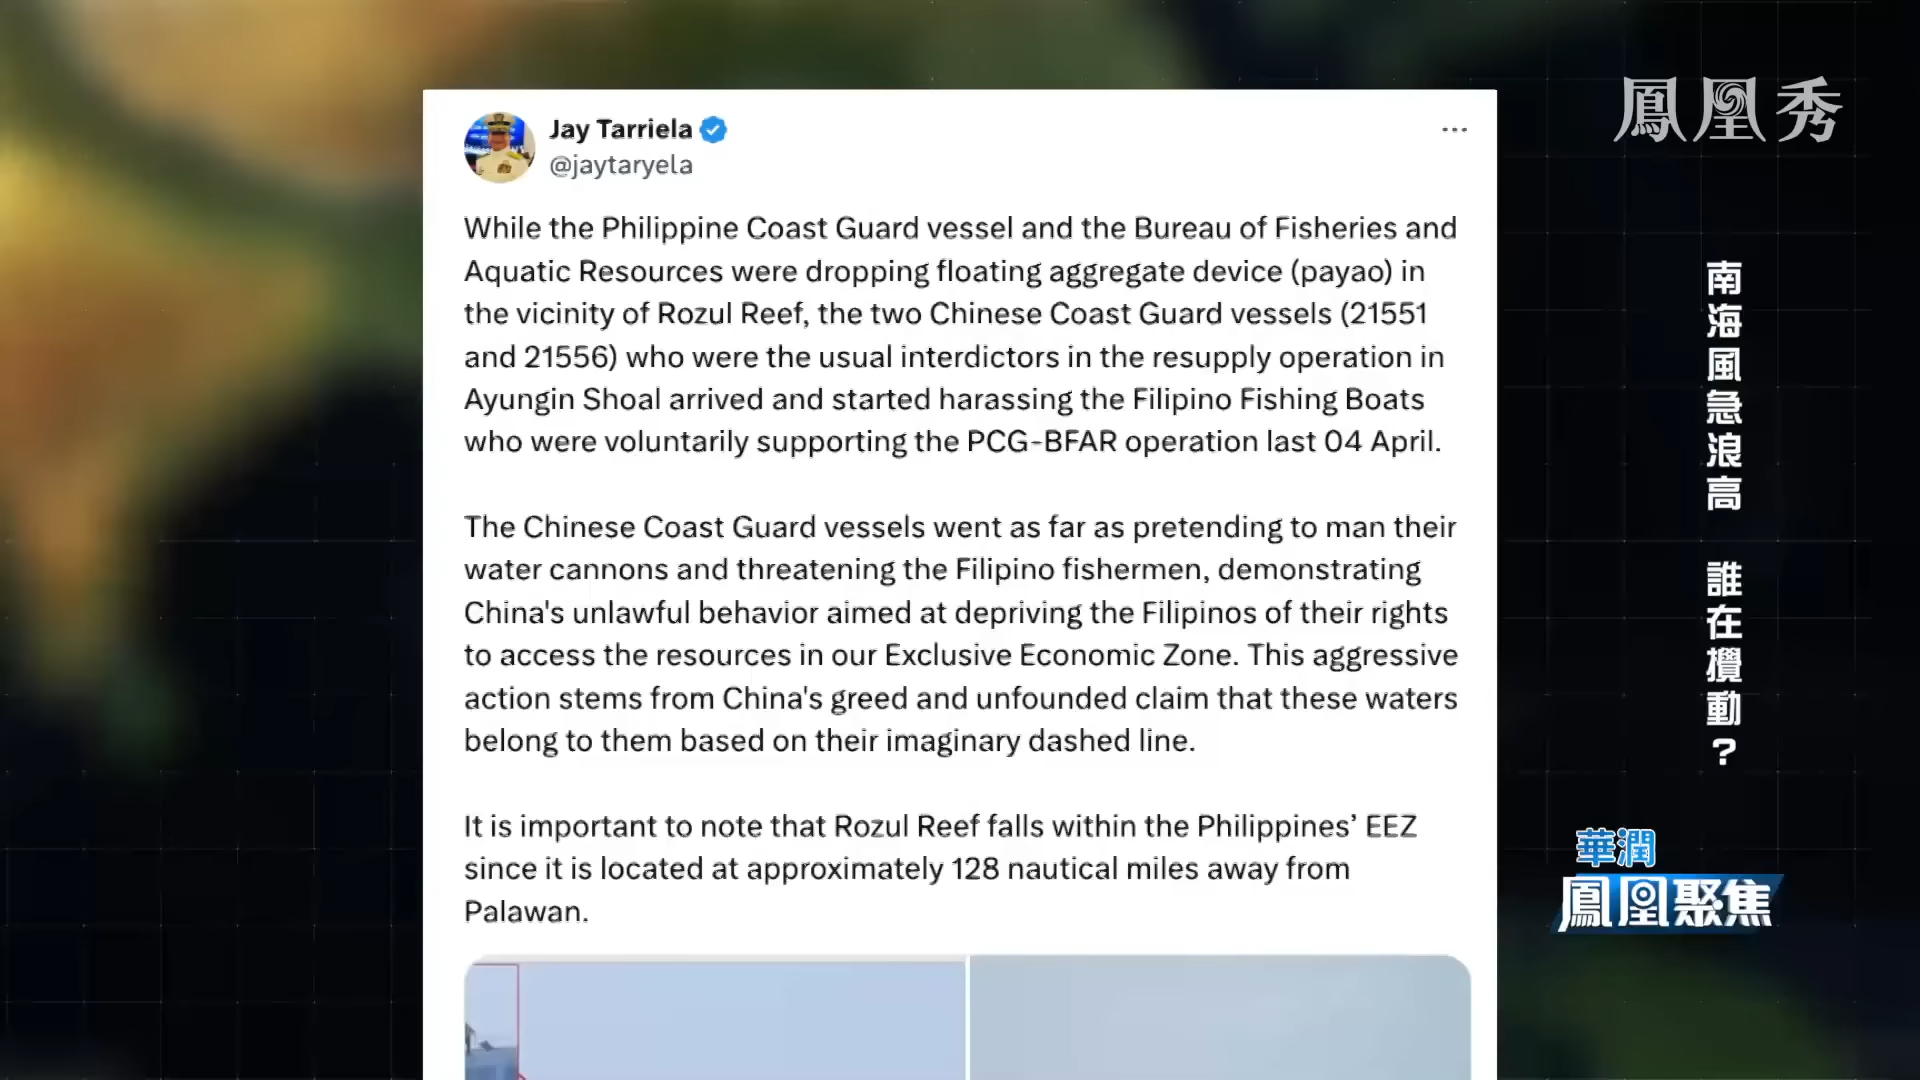 Jay Tarriela
@jaytaryela
While the Philippine Coast Guard vessel and the Bureau of Fisheries and
Aquatic Resources were dropping floating aggregate device (payao) in
the vicinity of Rozul Reef, the two Chinese Coast Guard vessels (21551
and 21556) who were the usual interdictors in the resupply operation in
Ayungin Shoal arrived and started harassing the Filipino Fishing Boats
who were voluntarily supporting the PCG-BFAR operation last 04 April.
The Chinese Coast Guard vessels went as far as pretending to man their
water cannons and threatening the Filipino fishermen, demonstrating
China's unlawful behavior aimed at depriving the Filipinos of their rights
to access the resources in our Exclusive Economic Zone. This aggressive
action stems from China's greed and unfounded claim that these waters
belong to them based on their imaginary dashed line.
It is important to note that Rozul Reef falls within the Philippines’ EEZ
since it is located at approximately 128 nautical miles away from
Palawan.
鳳凰秀
南海風急浪高 誰在攪動？
華潤
鳳凰聚焦